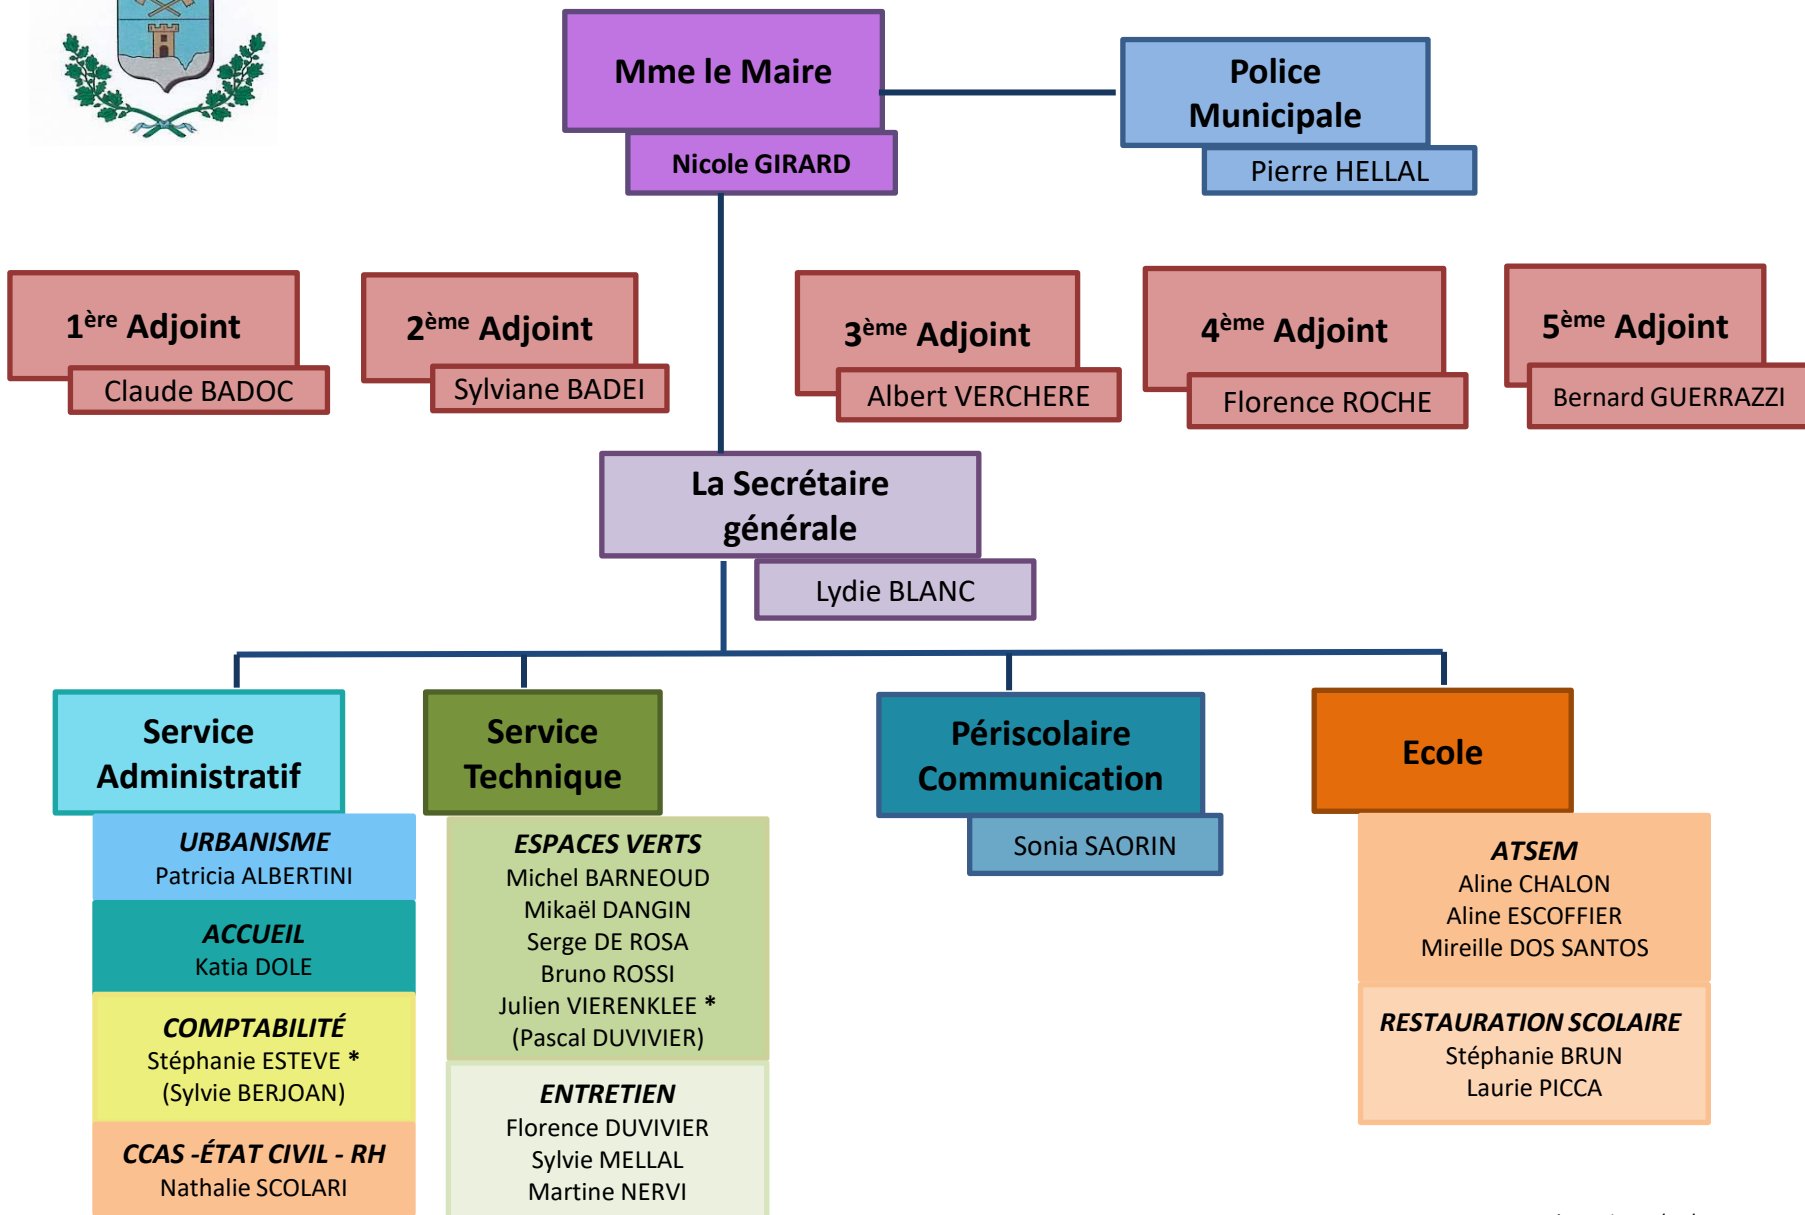 Mme le Maire
Nicole GIRARD
Police
Municipale
Pierre HELLAL
1ère Adjoint
Claude BADOC
2ème Adjoint
Sylviane BADEI
3ème Adjoint
Albert VERCHERE
4ème Adjoint
Florence ROCHE
5ème Adjoint
Bernard GUERRAZZI
La Secrétaire
générale
Lydie BLANC
Service
Administratif
URBANISME
Patricia ALBERTINI
ACCUEIL
Katia DOLE
COMPTABILITÉ
Stéphanie ESTEVE *
(Sylvie BERJOAN)
CCAS -ÉTAT CIVIL - RH
Nathalie SCOLARI
Service
Technique
ESPACES VERTS
Michel BARNEOUD
Mikaël DANGIN
Serge DE ROSA
Bruno ROSSI
Julien VIERENKLEE *
(Pascal DUVIVIER)
ENTRETIEN
Florence DUVIVIER
Sylvie MELLAL
Martine NERVI
Périscolaire
Communication
Sonia SAORIN
Ecole
ATSEM
Aline CHALON
Aline ESCOFFIER
Mireille DOS SANTOS
RESTAURATION SCOLAIRE
Stéphanie BRUN
Laurie PICCA